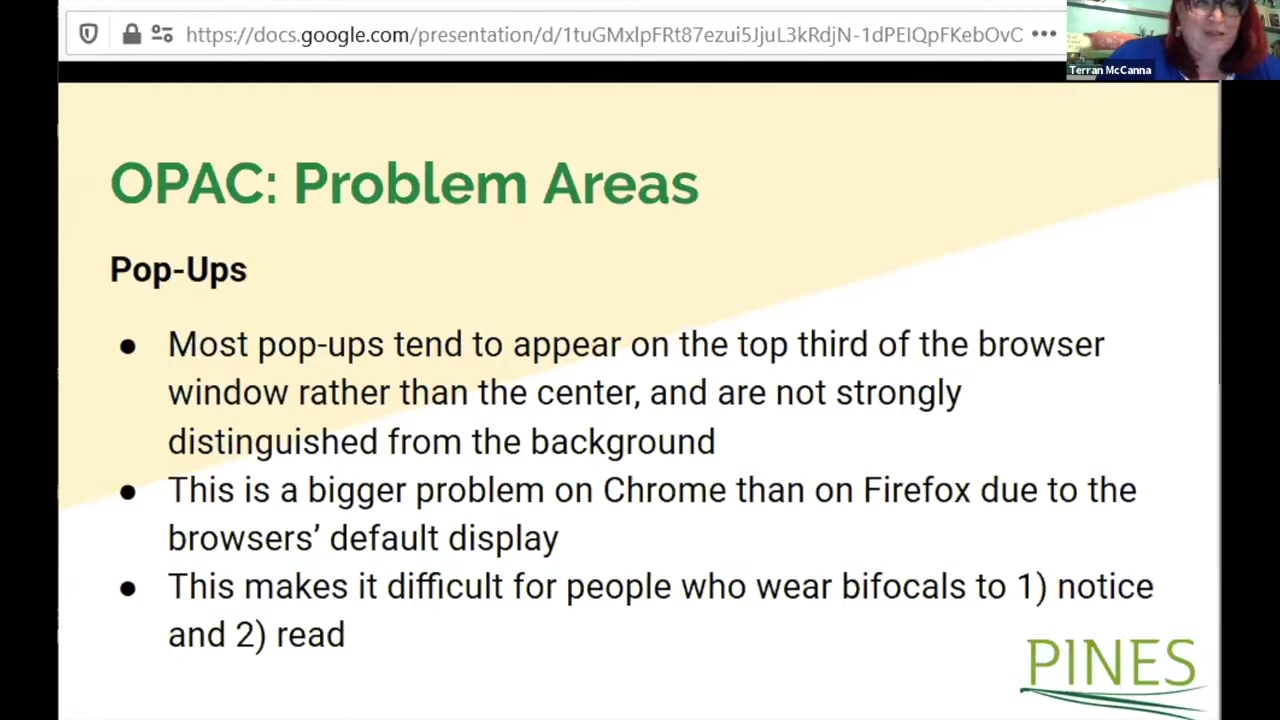 https://docs.google.com/presentation/d/1tuGMxlpFRt87ezui5JjuL3kRdjN-1dPEIQpFKebOvC
Terran McCanna
OPAC: Problem Areas
Pop-Ups
● Most pop-ups tend to appear on the top third of the browser
window rather than the center, and are not strongly
distinguished from the background
● This is a bigger problem on Chrome than on Firefox due to the
browsers’ default display
● This makes it difficult for people who wear bifocals to 1) notice
and 2) read
PINES